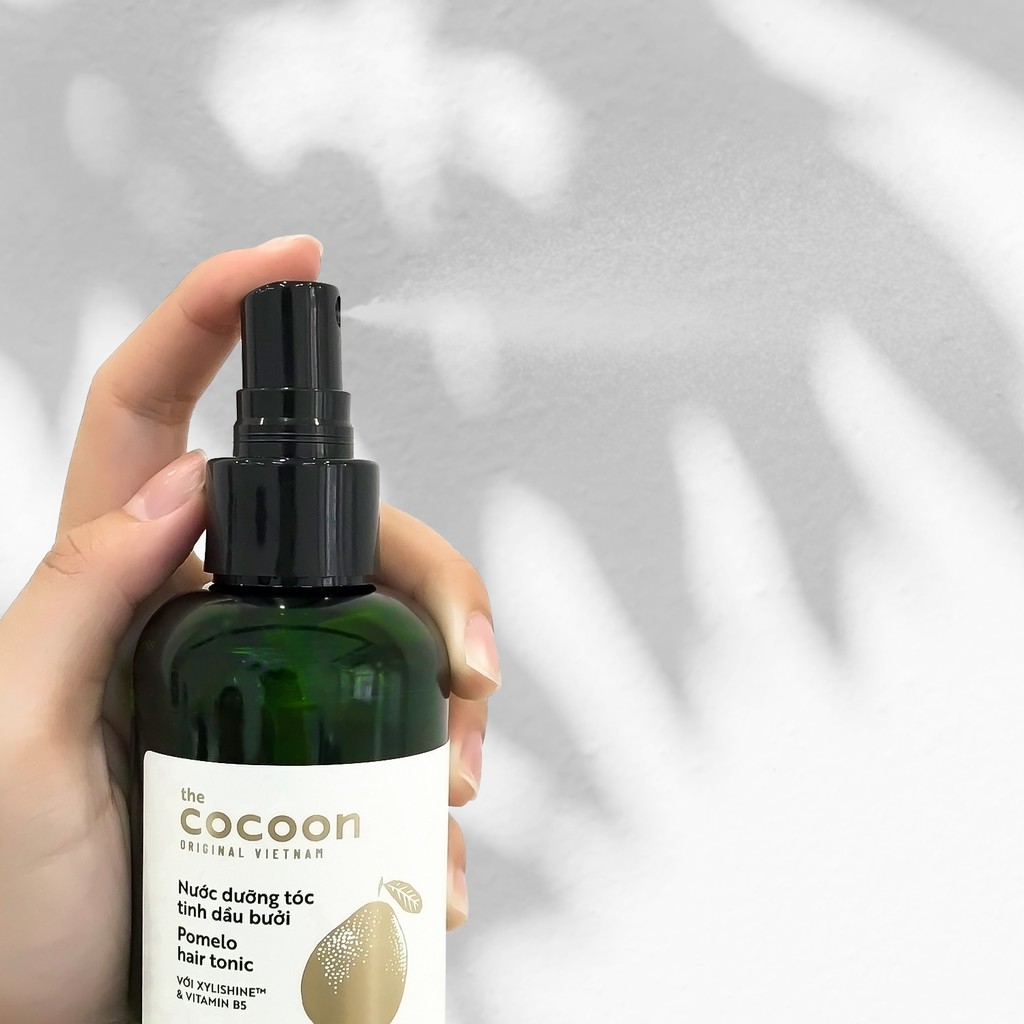 the
cocoon
ORIGINAL VIETNAM
Nước dưỡng tóc
tinh dầu bưởi
Pomelo
hair tonic
VỚI XYLISHINE™
& VITAMIN B5